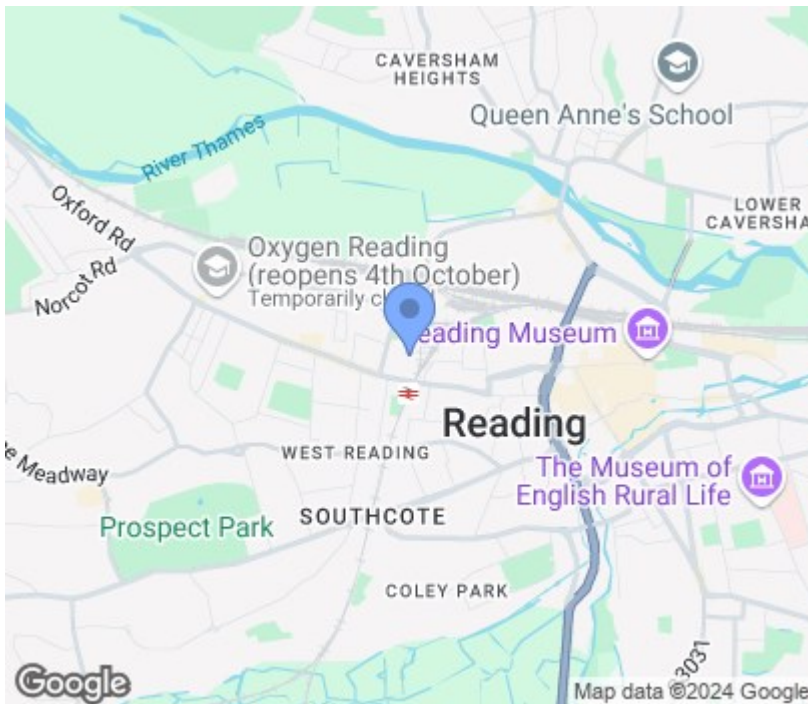 CAVERSHAM
HEIGHTS
Queen Anne's School
River Thames
LOWER
CAVERSHA
Oxford Rd
Norcot Rd
Oxygen Reading
(reopens 4th October)
Temporarily cl
eading Museum
Reading
WEST READING
e Meadway
The Museum of
English Rural Life
Prospect Park
SOUTHCOTE
COLEY PARK
3031
Google
Map data ©2024 Google